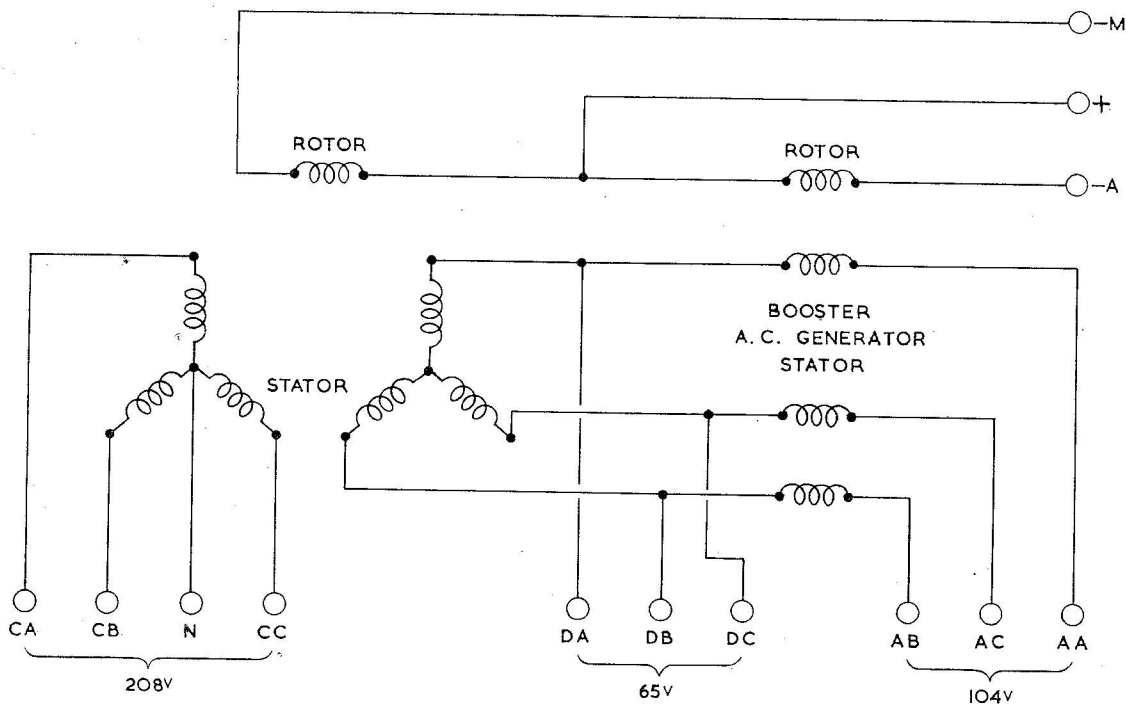 -M
+
ROTOR
ROTOR
-A
BOOSTER
A.C. GENERATOR
STATOR
STATOR
CA
CB
N
CC
DA
DB
DC
AB
AC
AA
208V
65V
104V